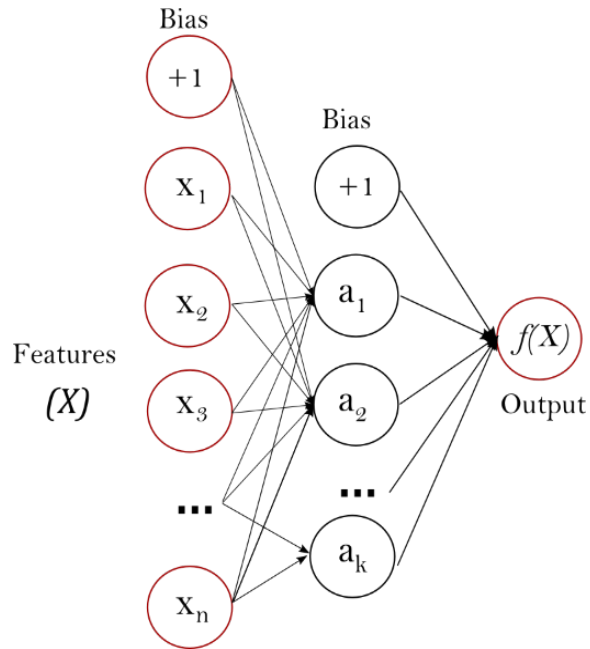 Bias
+1
x₁
x₂
x₃
...
xₙ
Features
(X)
Bias
+1
a₁
a₂
...
aₖ
f(X)
Output